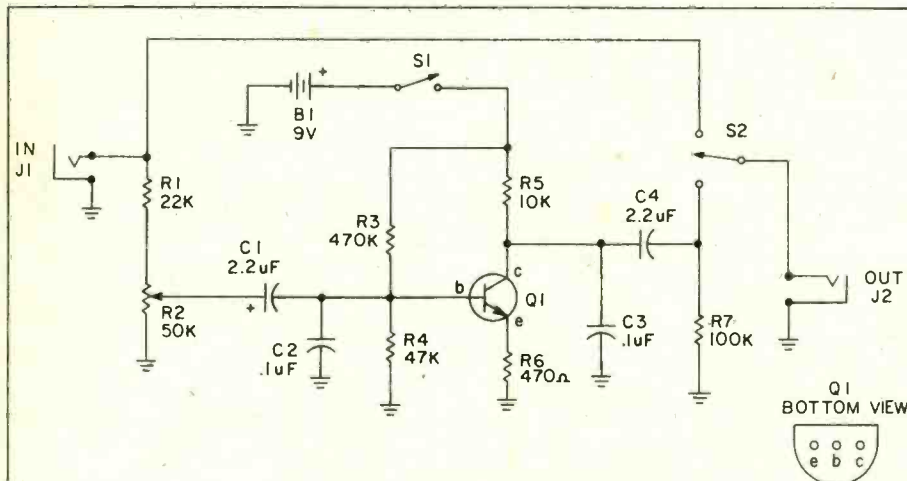 S1
+
B1
9V
S2
IN
J1
R1
22K
R5
10K
C4
2.2uF
R3
470K
C1
2.2uF
+
b
c
Q1
e
OUT
J2
R2
50K
C2
.1uF
R4
47K
R6
470Ω
C3
.1uF
R7
100K
Q1
BOTTOM VIEW
e b c